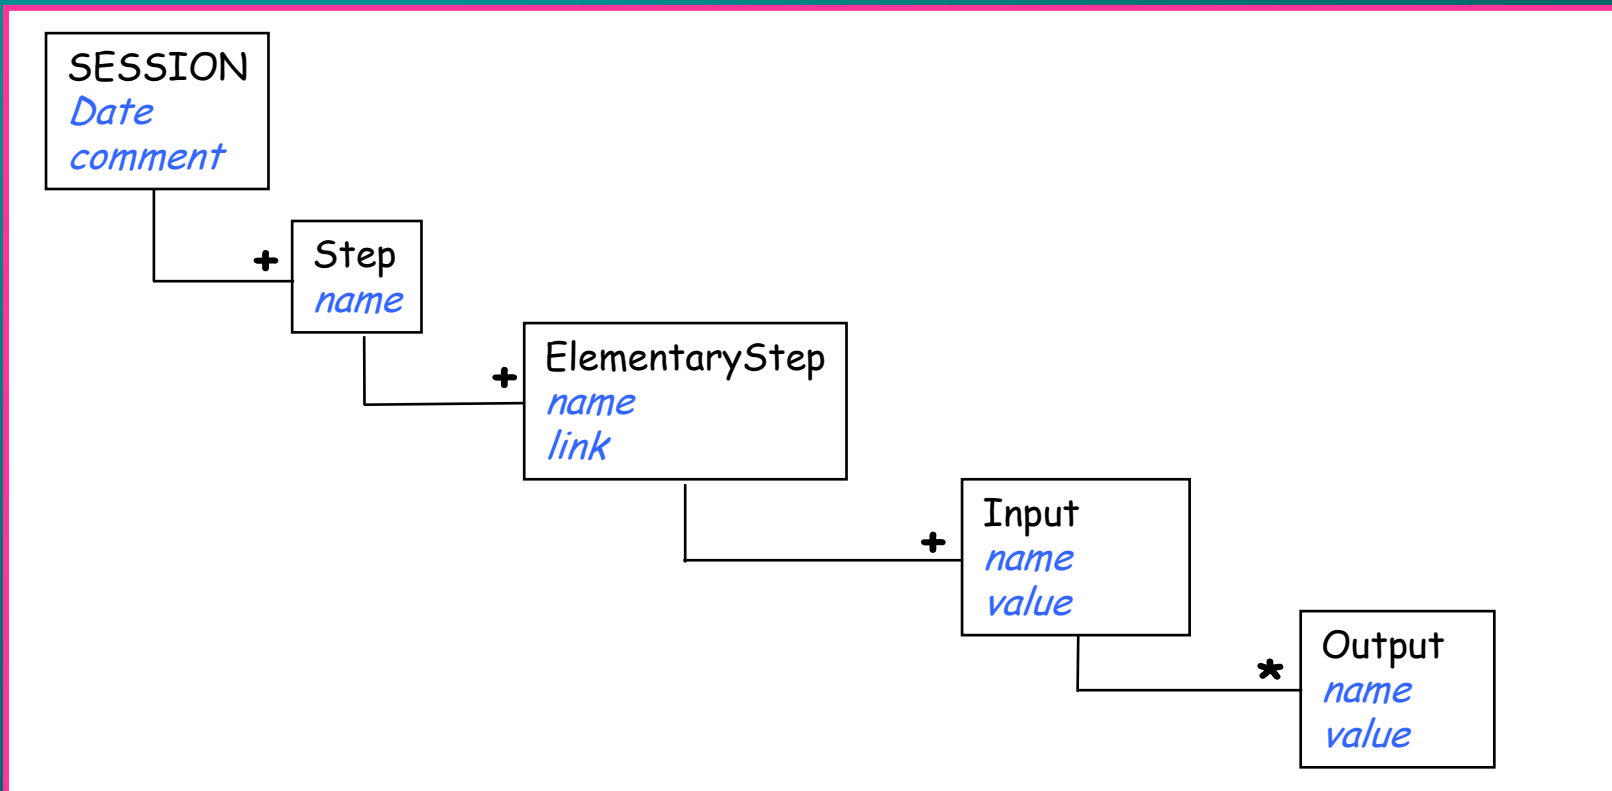 SESSION
Date
comment
+
Step
name
+
ElementaryStep
name
link
+
Input
name
value
*
Output
name
value